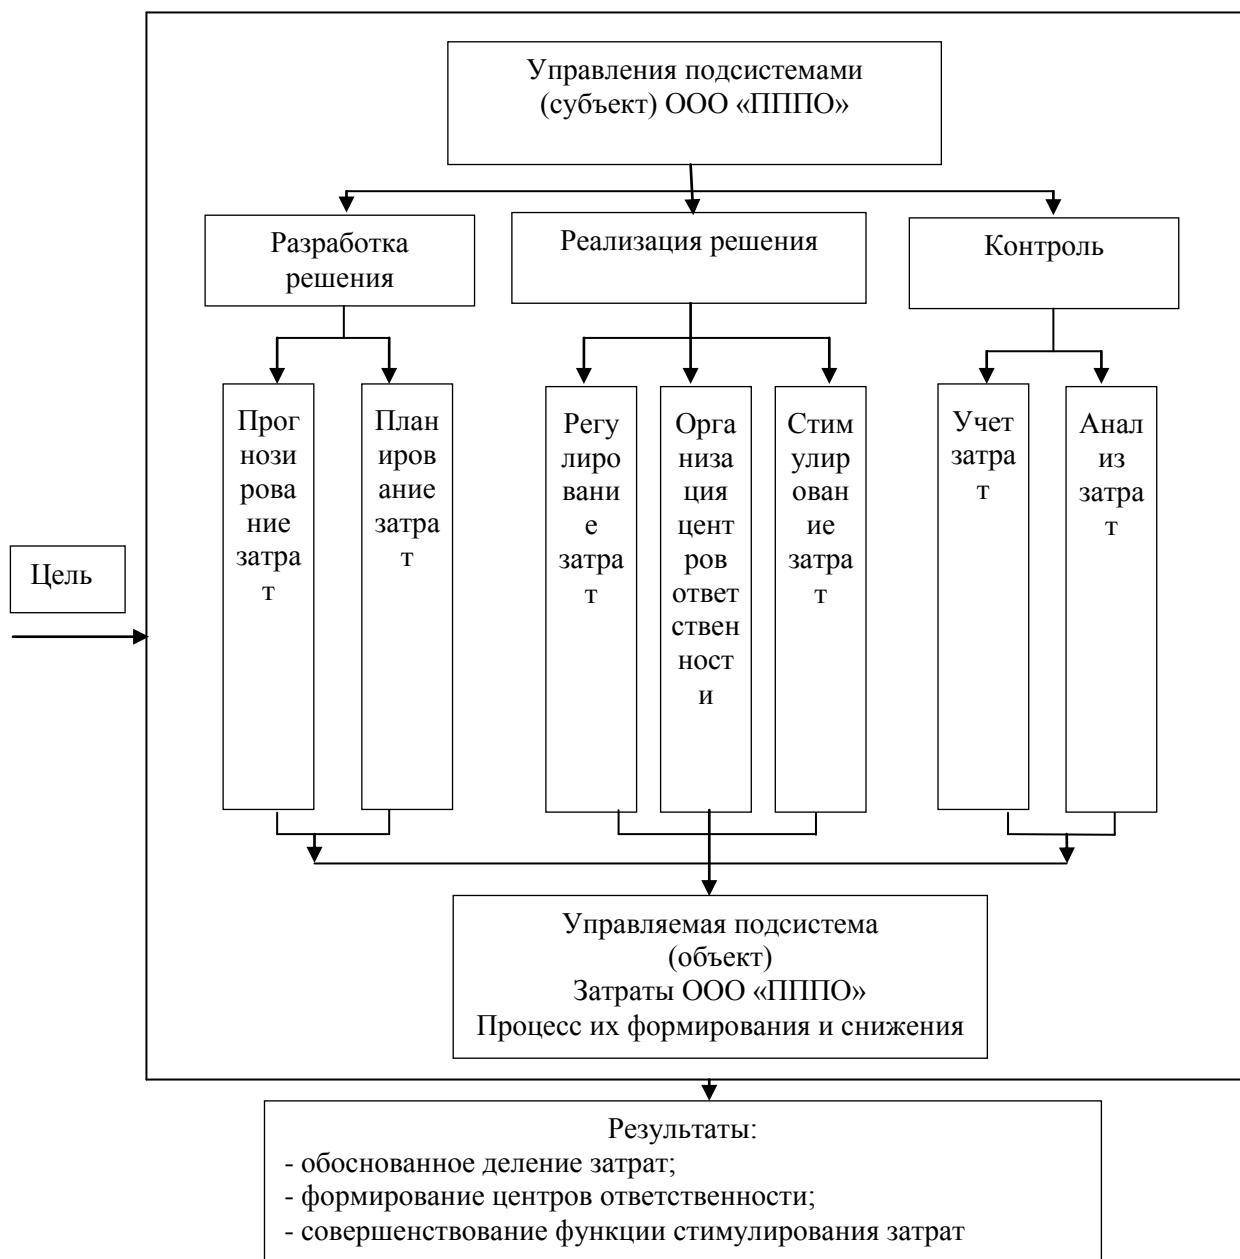 Управления подсистемами
(субъект) ООО «ПППО»
Разработка
решения
Реализация решения
Контроль
Прог
нози
рова
ние
затра
т
План
иров
ание
затра
т
Регу
лиро
вани
е
затра
т
Орга
низа
ция
цент
ров
ответ
ствен
ност
и
Стим
улир
ован
ие
затра
т
Учет
затра
т
Анал
из
затра
т
Цель
Управляемая подсистема
(объект)
Затраты ООО «ПППО»
Процесс их формирования и снижения
Результаты:
- обоснованное деление затрат;
- формирование центров ответственности;
- совершенствование функции стимулирования затрат